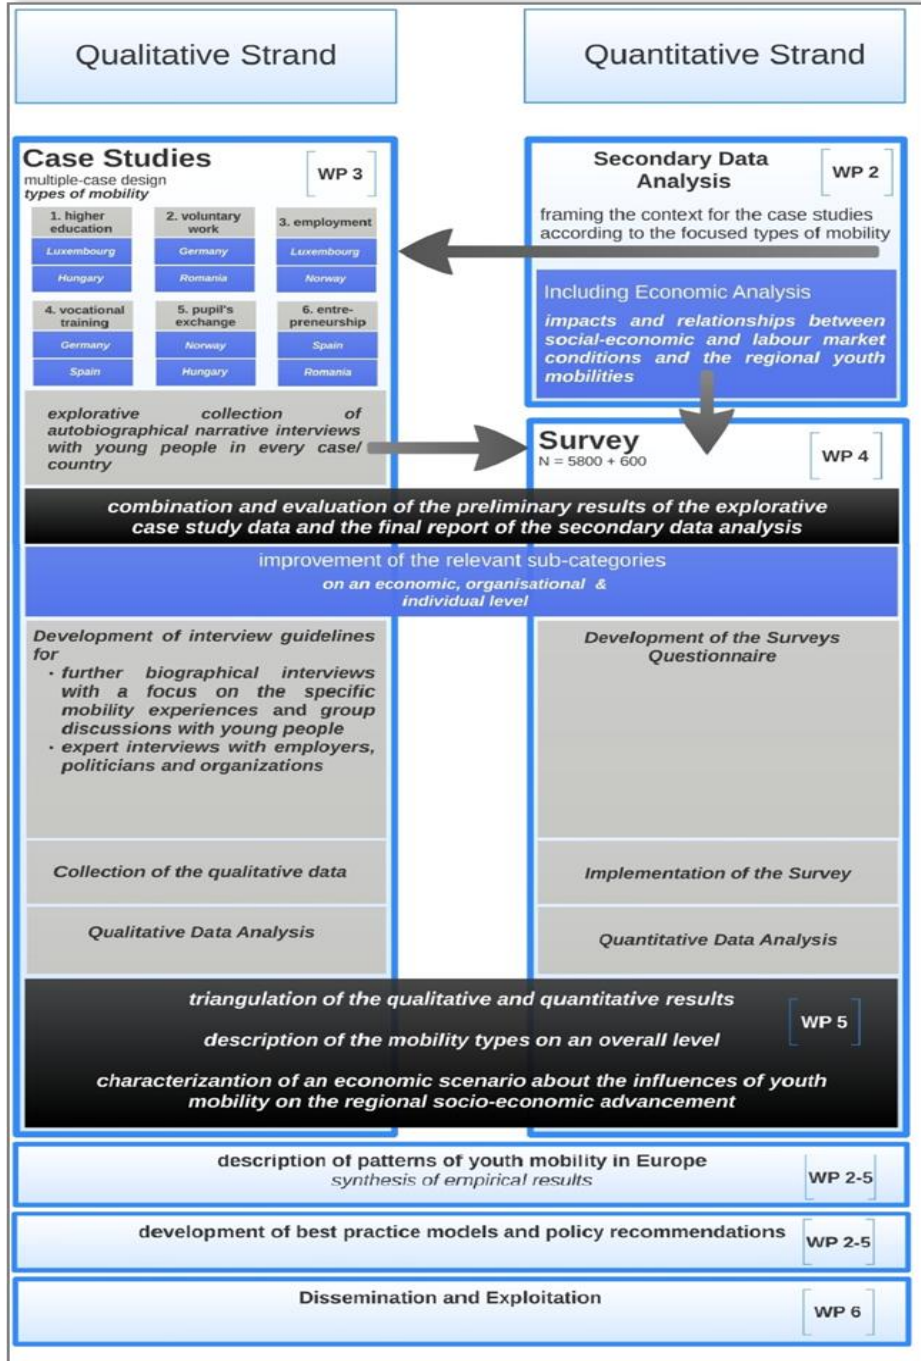 Qualitative Strand
Quantitative Strand
Case Studies
multiple-case design
types of mobility
WP 3
1. higher
education
Luxembourg
Hungary
2. voluntary
work
Germany
Romania
3. employment
Luxembourg
Norway
4. vocational
training
Germany
Spain
5. pupil's
exchange
Norway
Hungary
6. entre-
preneurship
Spain
Romania
explorative collection of
autobiographical narrative interviews
with young people in every case/
country
Secondary Data
Analysis
WP 2
framing the context for the case studies
according to the focused types of mobility
Including Economic Analysis
impacts and relationships between
social-economic and labour market
conditions and the regional youth
mobilities
Survey
N = 5800 + 600
WP 4
combination and evaluation of the preliminary results of the explorative
case study data and the final report of the secondary data analysis
improvement of the relevant sub-categories
on an economic, organisational &
individual level
Development of interview guidelines
for
· further biographical interviews
with a focus on the specific
mobility experiences and group
discussions with young people
· expert interviews with employers,
politicians and organizations
Development of the Surveys
Questionnaire
Collection of the qualitative data
Implementation of the Survey
Qualitative Data Analysis
Quantitative Data Analysis
triangulation of the qualitative and quantitative results
WP 5
description of the mobility types on an overall level
characterizantion of an economic scenario about the influences of youth
mobility on the regional socio-economic advancement
description of patterns of youth mobility in Europe
synthesis of empirical results
WP 2-5
development of best practice models and policy recommendations
WP 2-5
Dissemination and Exploitation
WP 6